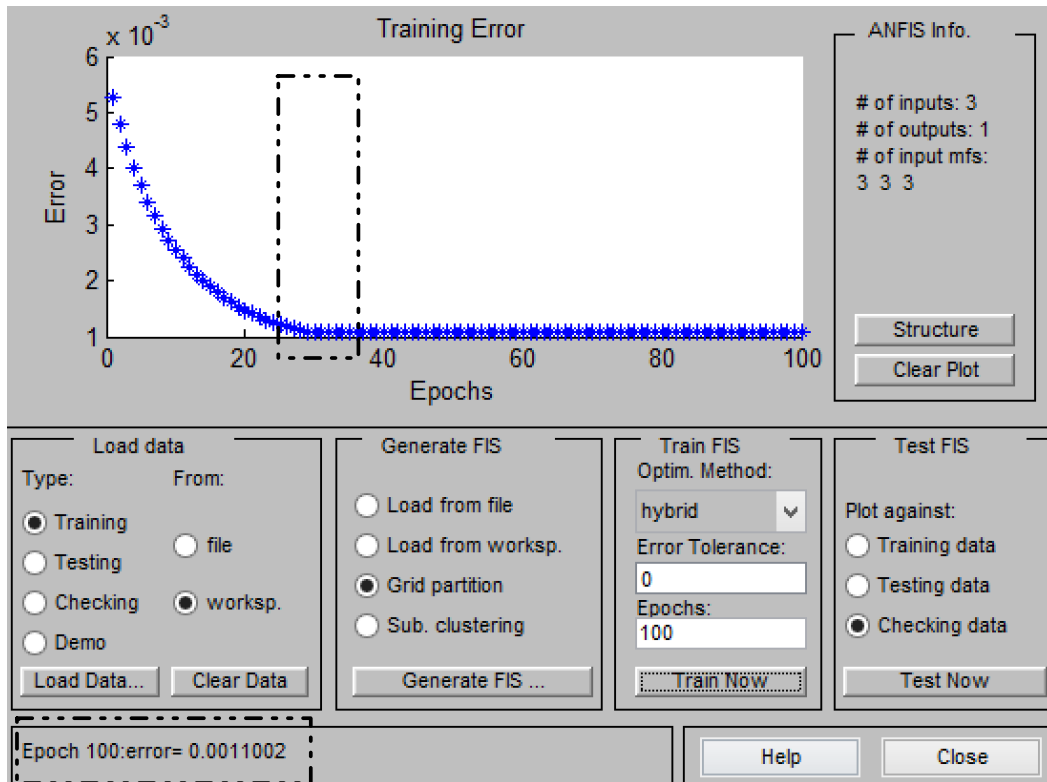 x 10^-3
Training Error
6
5
4
3
2
1
Error
0
20
40
60
80
100
Epochs
ANFIS Info.
# of inputs: 3
# of outputs: 1
# of input mfs:
3 3 3
Structure
Clear Plot
Load data
Type:
From:
Training
Testing
Checking
Demo
file
worksp.
Load Data...
Clear Data
Generate FIS
Load from file
Load from worksp.
Grid partition
Sub. clustering
Generate FIS ...
Train FIS
Optim. Method:
hybrid
Error Tolerance:
0
Epochs:
100
Train Now
Test FIS
Plot against:
Training data
Testing data
Checking data
Test Now
Epoch 100:error= 0.0011002
Help
Close